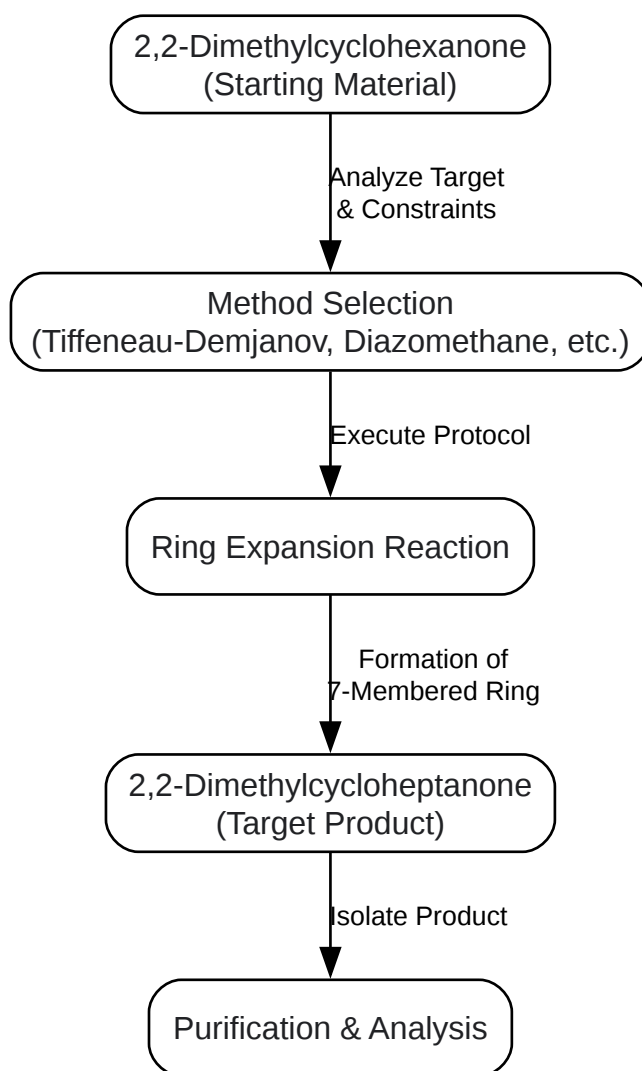 2,2-Dimethylcyclohexanone
(Starting Material)
Analyze Target
& Constraints
Method Selection
(Tiffeneau-Demjanov, Diazomethane, etc.)
Execute Protocol
Ring Expansion Reaction
Formation of
7-Membered Ring
2,2-Dimethylcycloheptanone
(Target Product)
Isolate Product
Purification & Analysis